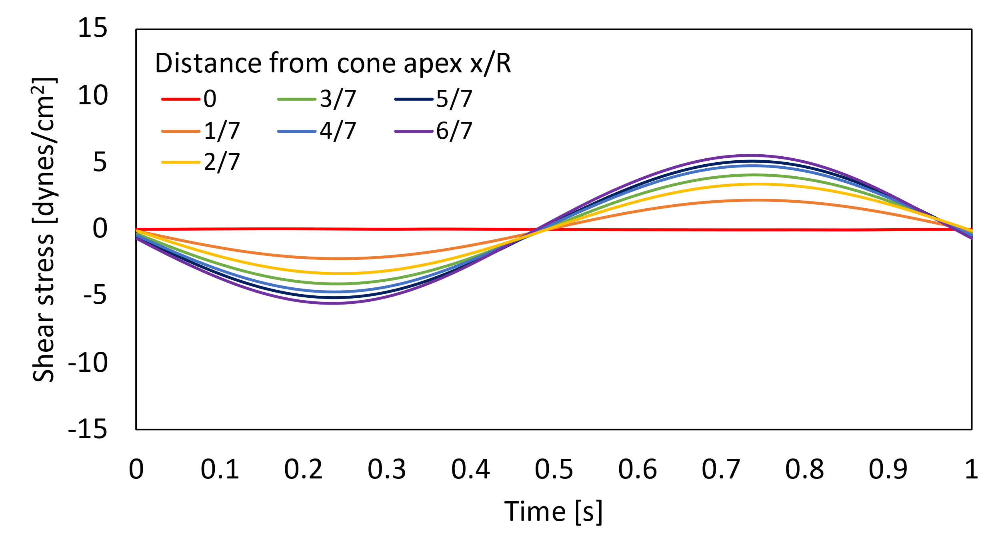 15
10
5
0
-5
-10
-15
Shear stress [dynes/cm²]
Distance from cone apex x/R
0 3/7 5/7
1/7 4/7 6/7
2/7
0 0.1 0.2 0.3 0.4 0.5 0.6 0.7 0.8 0.9 1
Time [s]